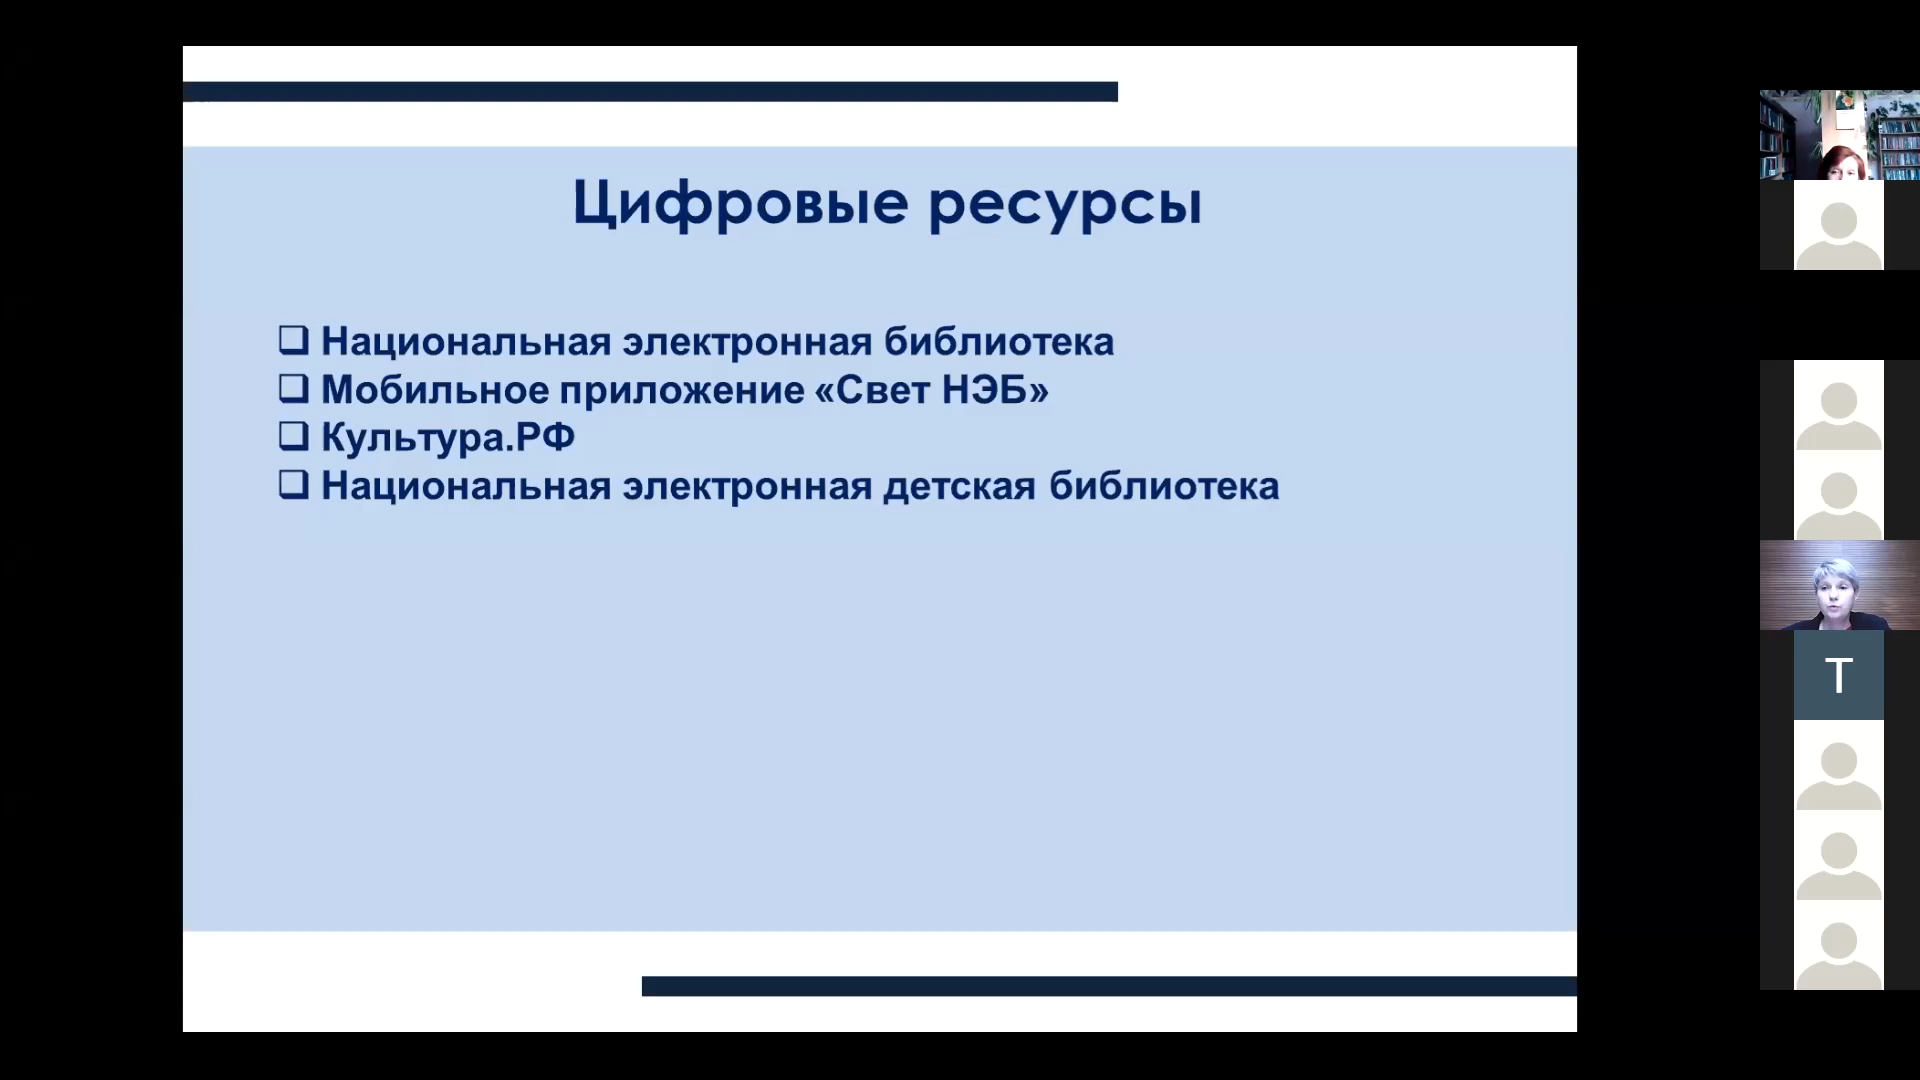 Цифровые ресурсы
Национальная электронная библиотека
Мобильное приложение «Свет НЭБ»
Культура.РФ
Национальная электронная детская библиотека
T